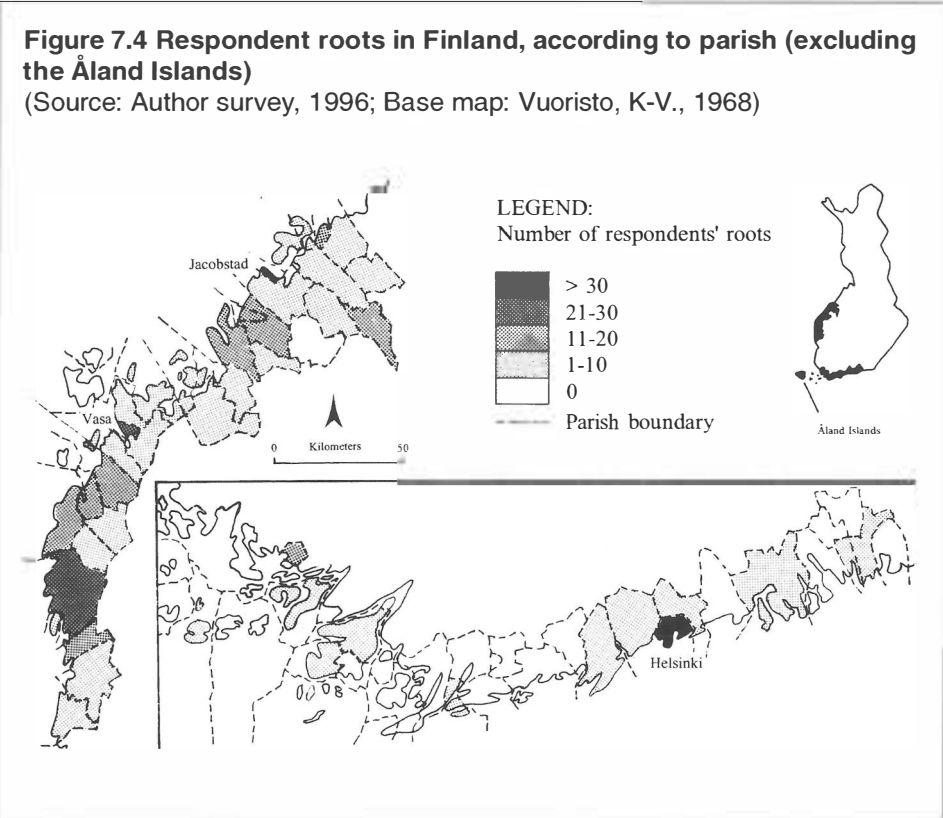 Figure 7.4 Respondent roots in Finland, according to parish (excluding
the Åland Islands)
(Source: Author survey, 1996; Base map: Vuoristo, K-V., 1968)
Jacobstad
Vasa
0 Kilometers 50
LEGEND:
Number of respondents' roots
> 30
21-30
11-20
1-10
0
Parish boundary
Åland Islands
Helsinki